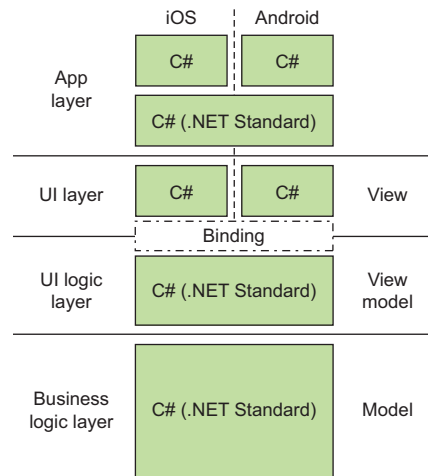 iOS
Android
App
layer
C#
C#
C# (.NET Standard)
UI layer
C#
C#
View
Binding
UI logic
layer
C# (.NET Standard)
View
model
Business
logic layer
C# (.NET Standard)
Model